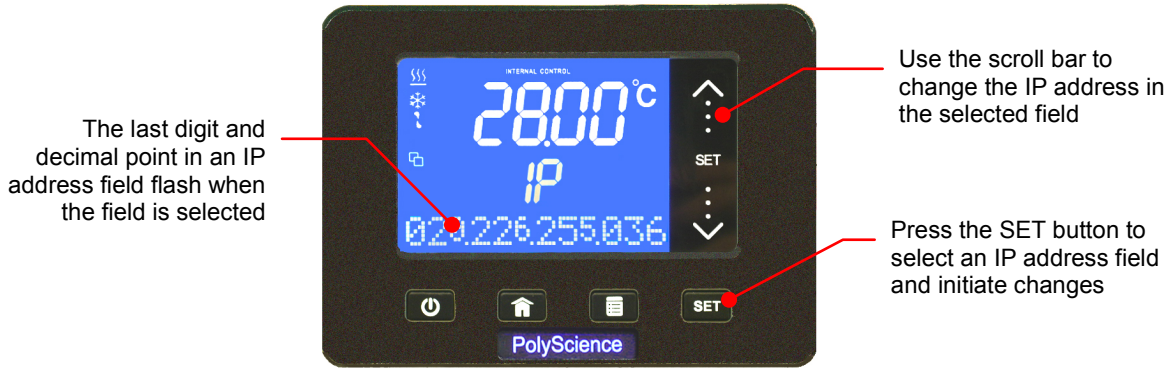 The last digit and
decimal point in an IP
address field flash when
the field is selected
INTERNAL CONTROL
28.00°C
IP
020.226.255.036
SET
SET
PolyScience
Use the scroll bar to
change the IP address in
the selected field
Press the SET button to
select an IP address field
and initiate changes